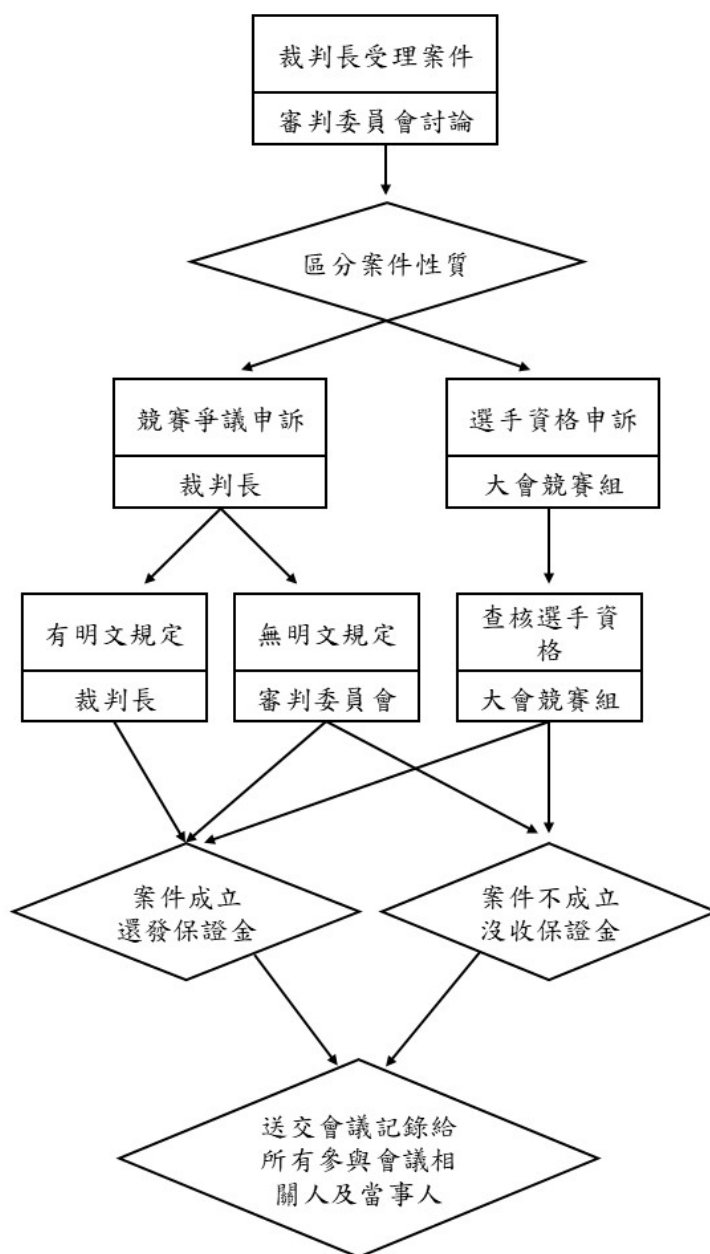 裁判長受理案件
審判委員會討論
區分案件性質
競賽爭議申訴
裁判長
選手資格申訴
大會競賽組
有明文規定
裁判長
無明文規定
審判委員會
查核選手資
格
大會競賽組
案件成立
還發保證金
案件不成立
沒收保證金
送交會議記錄給
所有參與會議相
關人及當事人